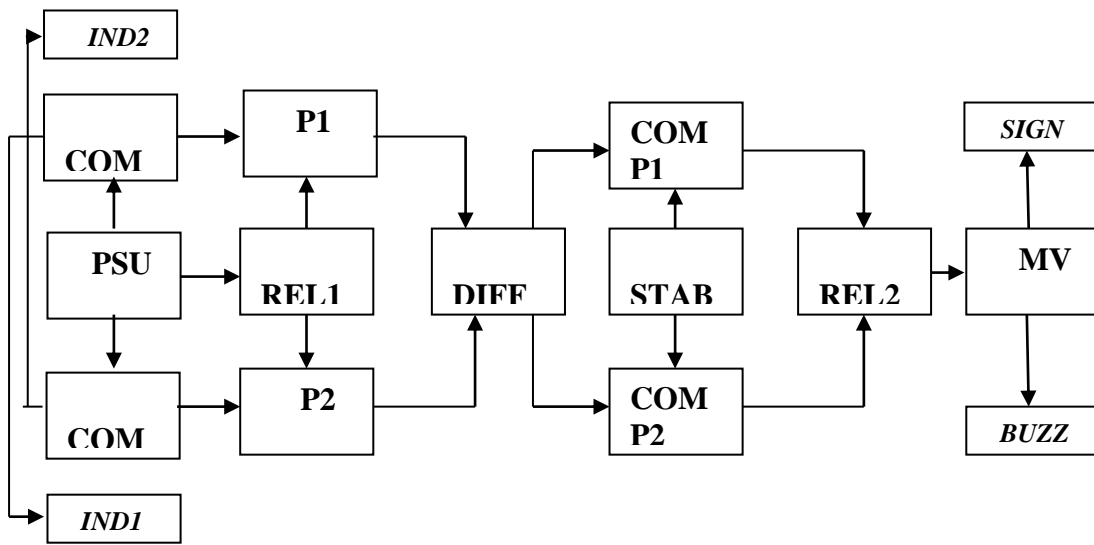 IND2
COM
P1
COM
P1
SIGN
PSU
REL1
DIFF
STAB
REL2
MV
COM
P2
COM
P2
BUZZ
IND1